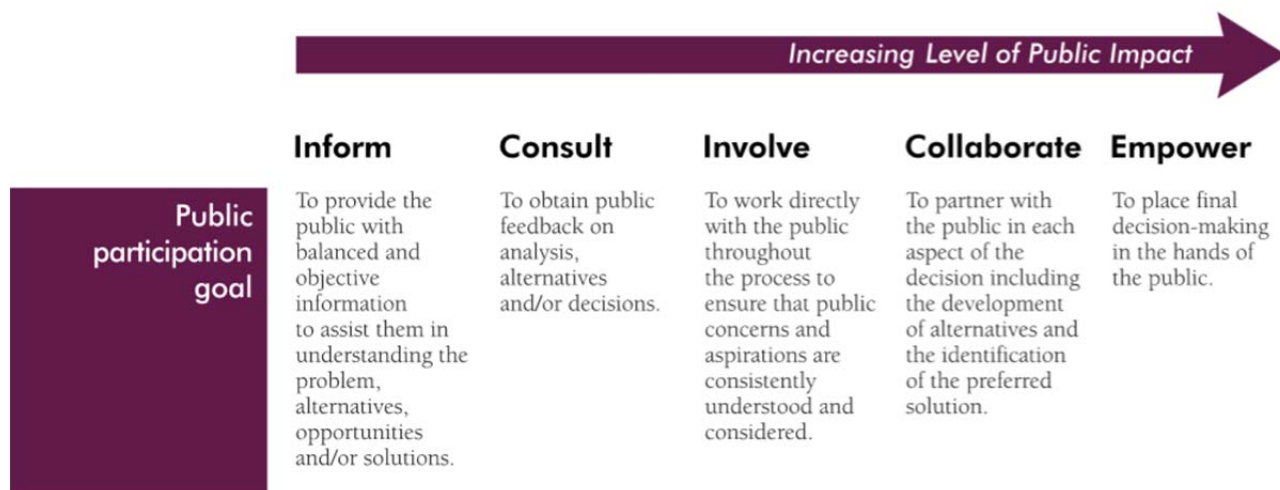 Increasing Level of Public Impact
Inform
Consult
Involve
Collaborate
Empower
Public
participation
goal
To provide the
public with
balanced and
objective
information
to assist them in
understanding the
problem,
alternatives,
opportunities
and/or solutions.
To obtain public
feedback on
analysis,
alternatives
and/or decisions.
To work directly
with the public
throughout
the process to
ensure that public
concerns and
aspirations are
consistently
understood and
considered.
To partner with
the public in each
aspect of the
decision including
the development
of alternatives and
the identification
of the preferred
solution.
To place final
decision-making
in the hands of
the public.